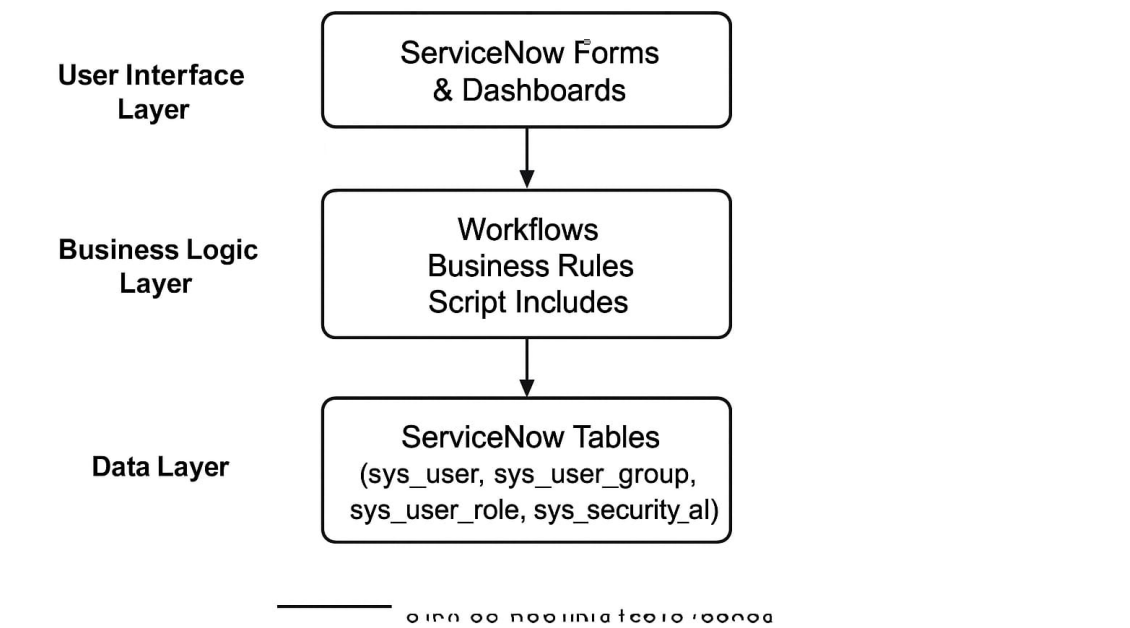 User Interface
Layer
ServiceNow Forms
& Dashboards
Business Logic
Layer
Workflows
Business Rules
Script Includes
Data Layer
ServiceNow Tables
(sys_user, sys_user_group,
sys_user_role, sys_security_al)